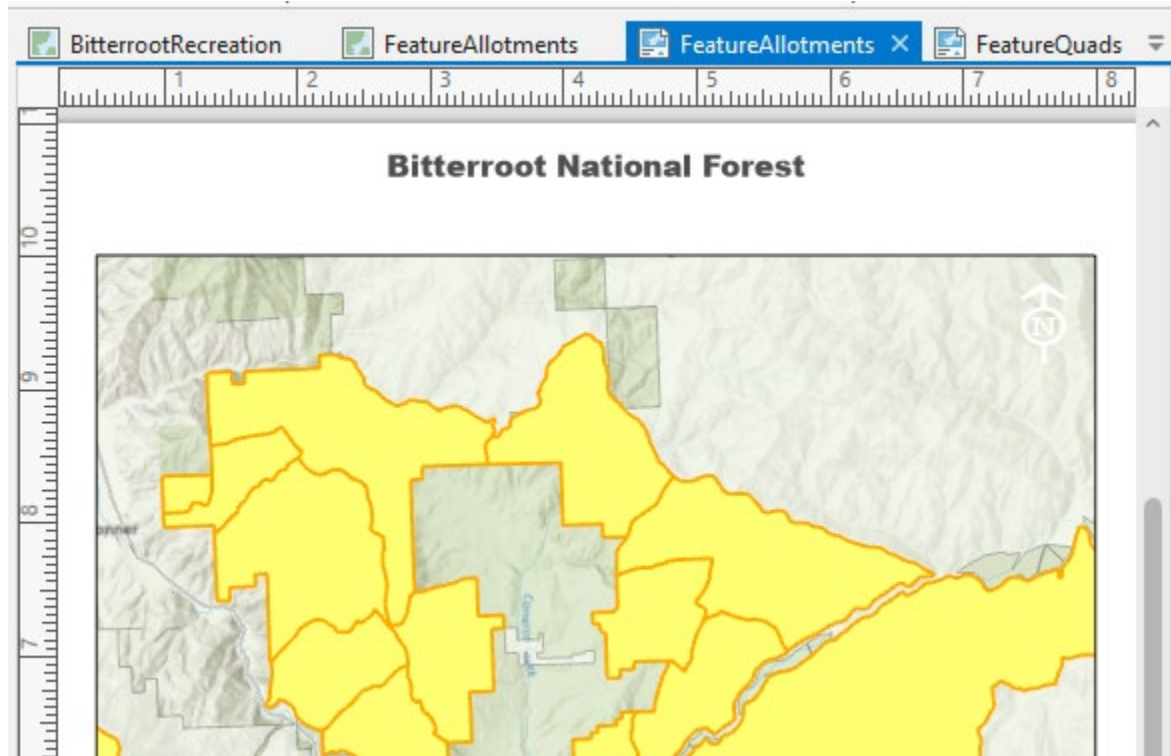 BitterrootRecreation FeatureAllotments FeatureAllotments × FeatureQuads
1 2 3 4 5 6 7 8
Bitterroot National Forest
10
N
9
8
7